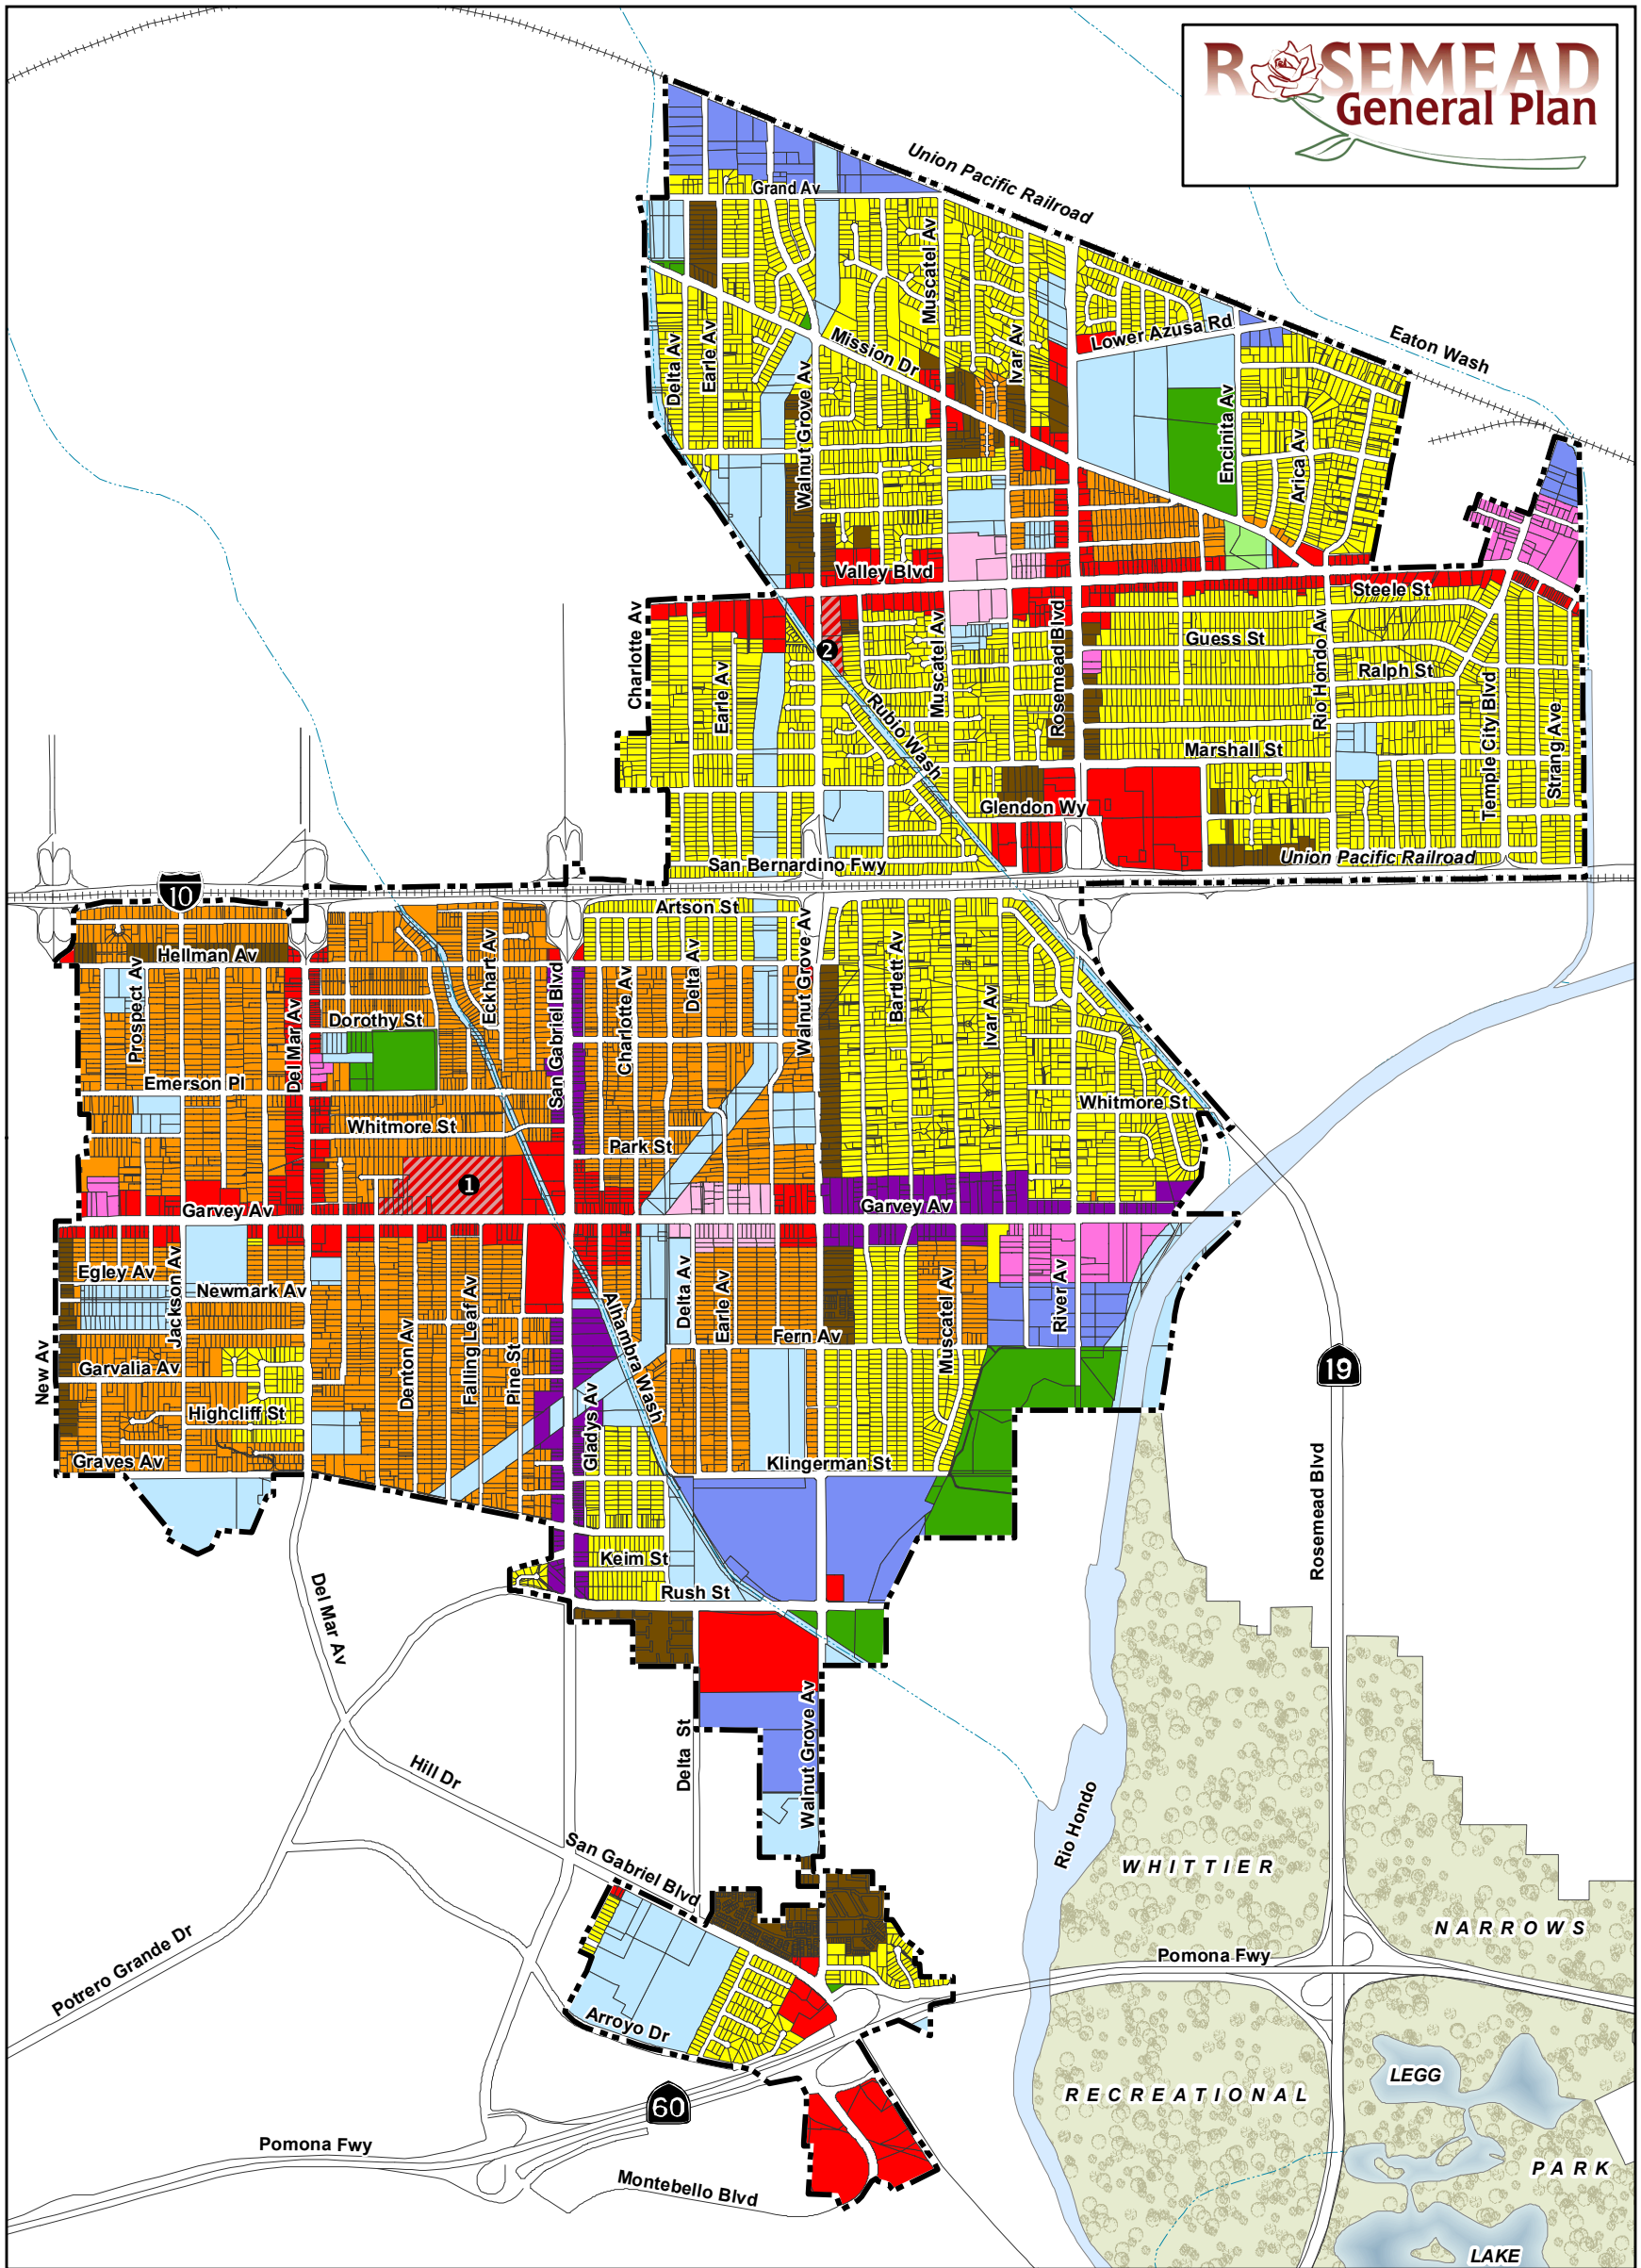 ROSEMEAD
General Plan
Union Pacific Railroad
Grand Av
Muscatel Av
Eaton Wash
Lower Azusa Rd
Ivar Av
Mission Dr
Delta Av
Earle Av
Walnut Grove Av
Encinita Av
Arica Av
Valley Blvd
Steele St
Charlotte Av
Guess St
Rosemead Blvd
Rio Hondo Av
2
Muscatel Av
Ralph St
Earle Av
Temple City Blvd
Strang Ave
Rubio Wash
Marshall St
Glendon Wy
San Bernardino Fwy
Union Pacific Railroad
10
Artson St
Hellman Av
Prospect Av
Eckhart Av
Delta Av
Walnut Grove Av
Bartlett Av
Charlotte Av
San Gabriel Blvd
Del Mar Av
Dorothy St
Ivar Av
Emerson Pl
Whitmore St
Whitmore St
Park St
1
Garvey Av
Garvey Av
Egley Av
Jackson Av
Newmark Av
Delta Av
Earle Av
River Av
Alhambra Wash
Fern Av
Muscatel Av
Falling Leaf Av
Denton Av
Pine St
New Av
Garvalia Av
19
Highcliff St
Gladys Av
Graves Av
Klingerman St
Rosemead Blvd
Keim St
Rush St
Del Mar Av
Walnut Grove Av
Delta St
Hill Dr
Rio Hondo
San Gabriel Blvd
WHITTIER
NARROWS
Pomona Fwy
Potrero Grande Dr
Arroyo Dr
LEGG
RECREATIONAL
60
Pomona Fwy
PARK
Montebello Blvd
LAKE